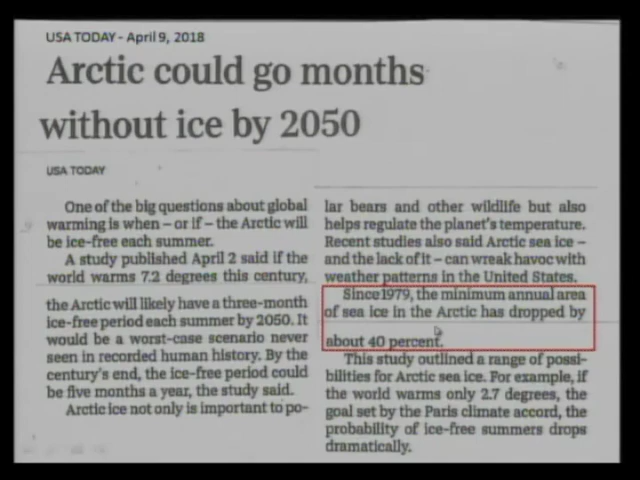 USA TODAY - April 9, 2018
Arctic could go months
without ice by 2050
USA TODAY
One of the big questions about global
warming is when – or if – the Arctic will
be ice-free each summer.
A study published April 2 said if the
world warms 7.2 degrees this century,
the Arctic will likely have a three-month
ice-free period each summer by 2050. It
would be a worst-case scenario never
seen in recorded human history. By the
century's end, the ice-free period could
be five months a year, the study said.
Arctic ice not only is important to po-
lar bears and other wildlife but also
helps regulate the planet's temperature.
Recent studies also said Arctic sea ice –
and the lack of it – can wreak havoc with
weather patterns in the United States.
Since 1979, the minimum annual area
of sea ice in the Arctic has dropped by
about 40 percent.
This study outlined a range of possi-
bilities for Arctic sea ice. For example, if
the world warms only 2.7 degrees, the
goal set by the Paris climate accord, the
probability of ice-free summers drops
dramatically.